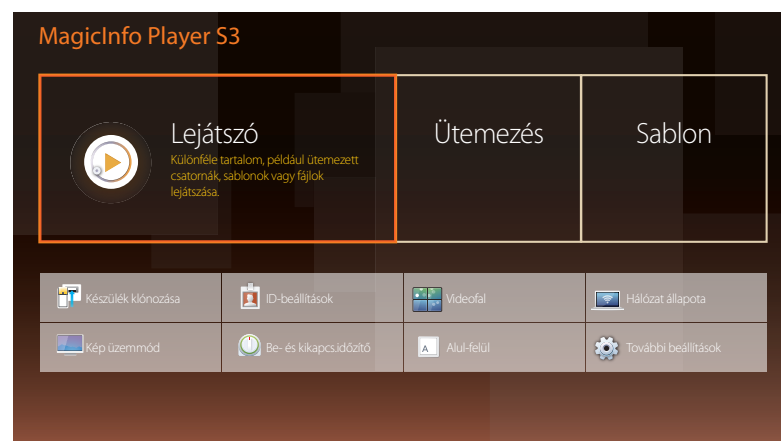 MagicInfo Player S3
Lejátszó
Különféle tartalom, például ütemezett
csatornák, sablonok vagy fájlok
lejátszása.
Ütemezés
Sablon
Készülék klónozása
ID-beállítások
Videofal
Hálózat állapota
Kép üzemmód
Be- és kikapcs.időzítő
A
Alul-felül
További beállítások